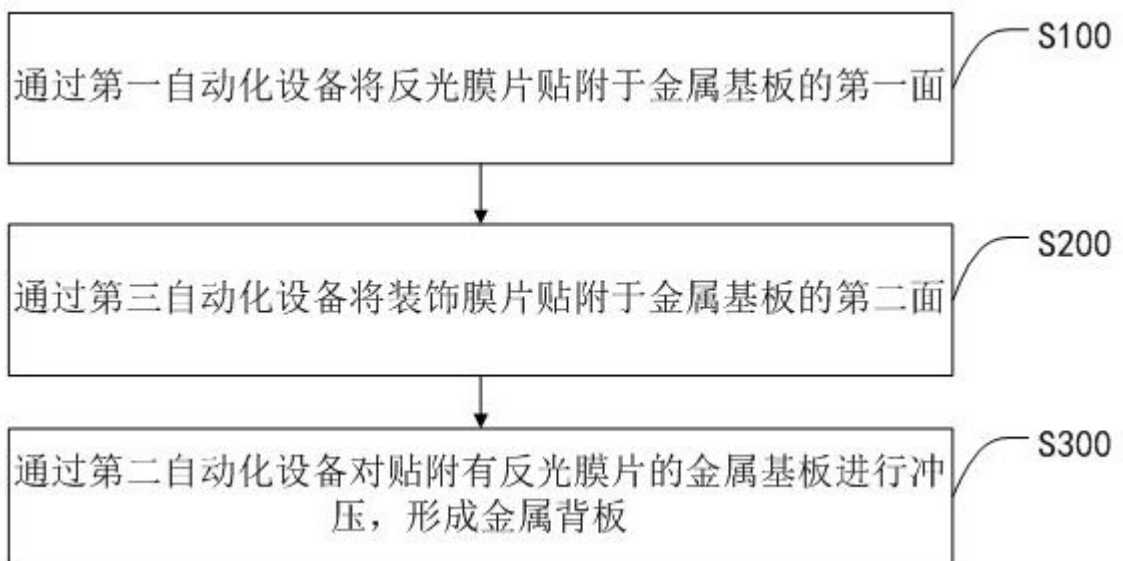 通过第一自动化设备将反光膜片贴附于金属基板的第一面
S100
通过第三自动化设备将装饰膜片贴附于金属基板的第二面
S200
通过第二自动化设备对贴附有反光膜片的金属基板进行冲
压，形成金属背板
S300